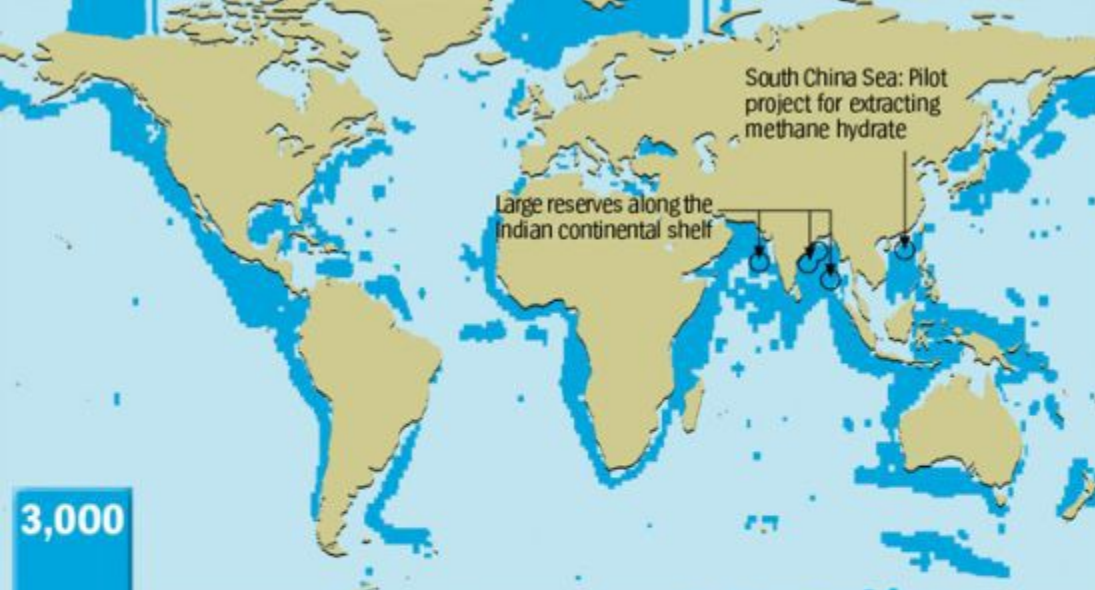 South China Sea: Pilot
project for extracting
methane hydrate
Large reserves along the
Indian continental shelf
3,000